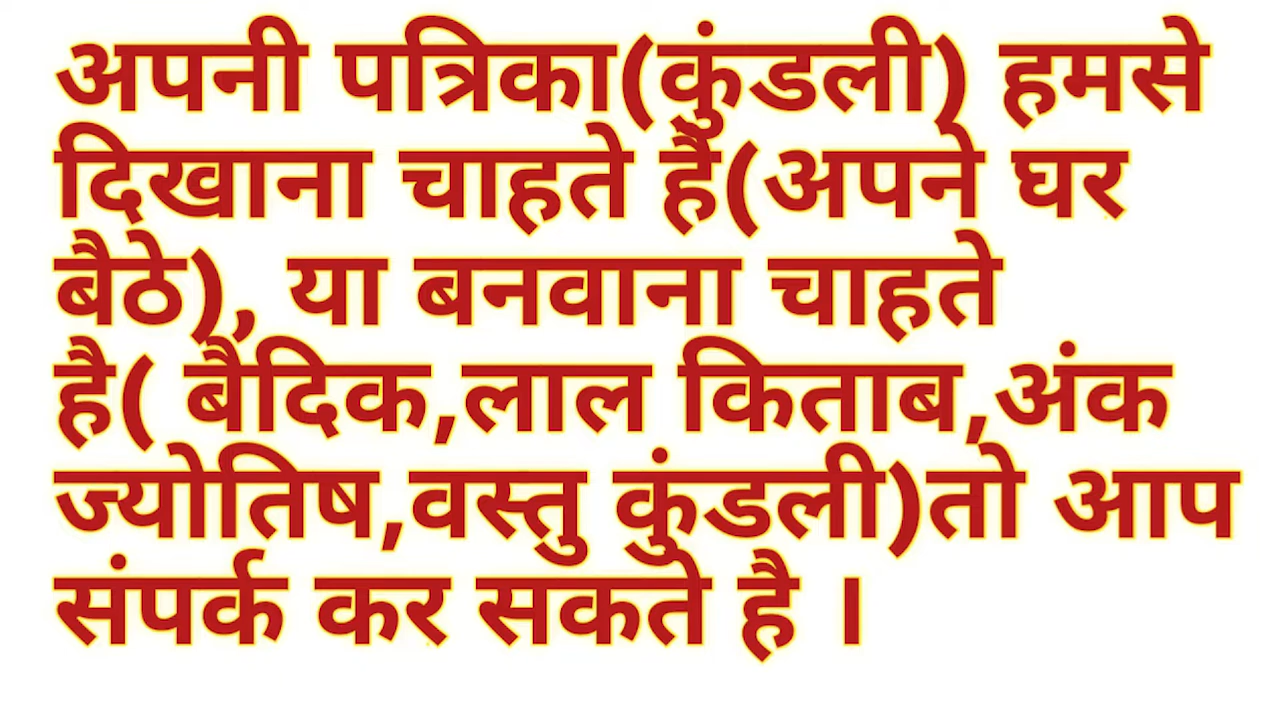 अपनी पत्रिका(कुंडली) हमसे
दिखाना चाहते है(अपने घर
बैठे), या बनवाना चाहते
है( बैदिक,लाल किताब,अंक
ज्योतिष,वस्तु कुंडली)तो आप
संपर्क कर सकते है ।